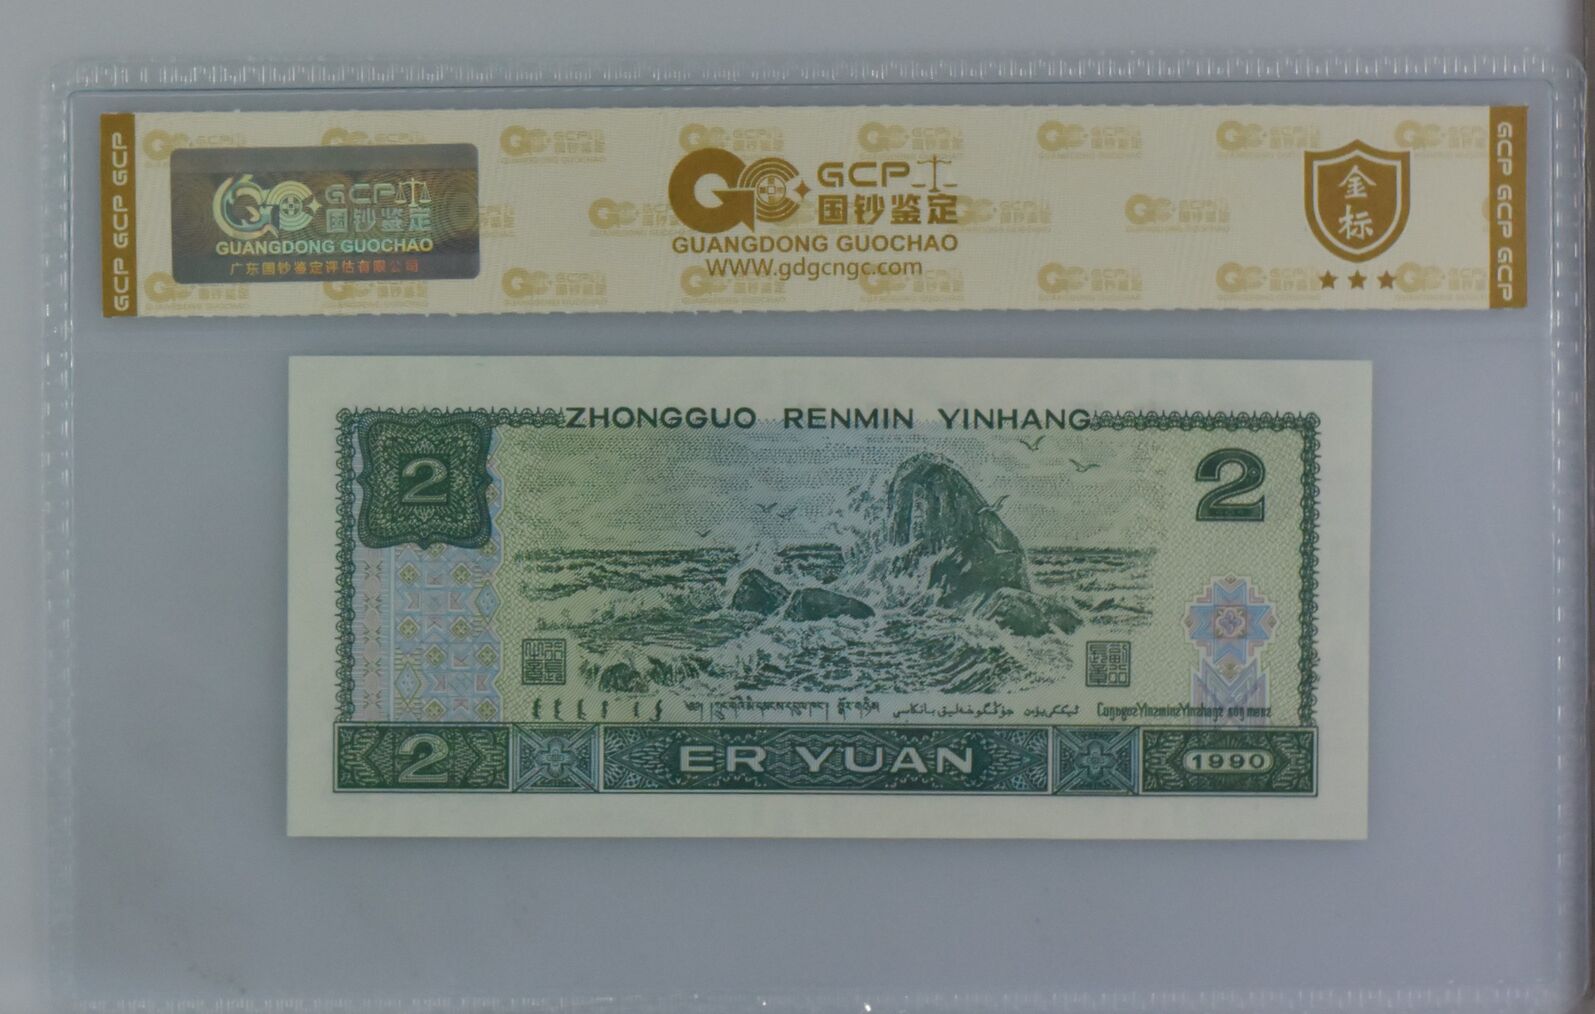 GCP GCP GCP
GCP 国钞鉴定
GUANGDONG GUOCHAO
广东国钞鉴定评估有限公司
GCP
国钞鉴定
GUANGDONG GUOCHAO
WWW.gdgcngc.com
金标
GCP GCP GCP
ZHONGGUO RENMIN YINHANG
2
2
2
ER YUAN
1990